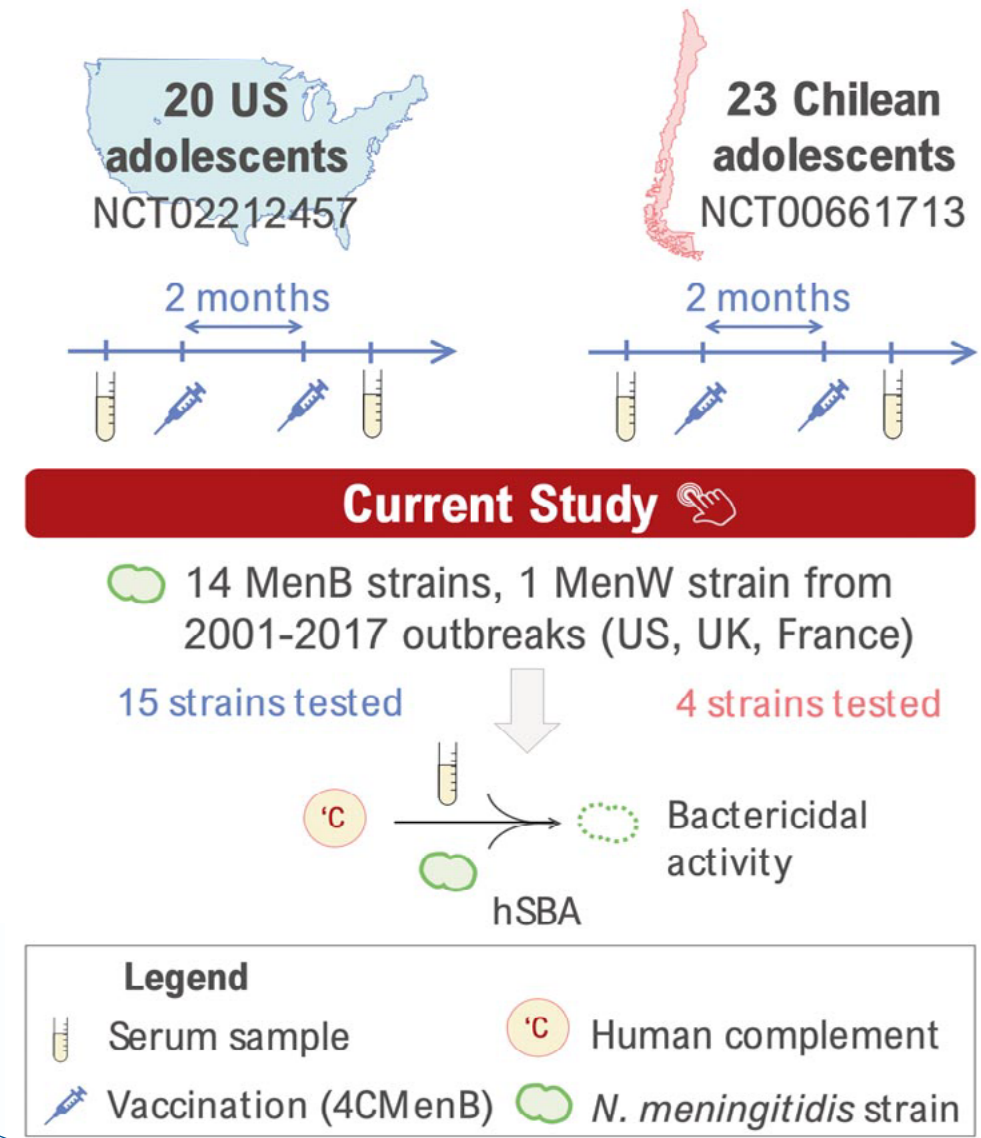 20 US
adolescents
NCT02212457
23 Chilean
adolescents
NCT00661713
2 months
2 months
Current Study
14 MenB strains, 1 MenW strain from
2001-2017 outbreaks (US, UK, France)
15 strains tested
4 strains tested
‘C
Bactericidal
activity
hSBA
Legend
Serum sample
‘C
Human complement
Vaccination (4CMenB)
N. meningitidis strain